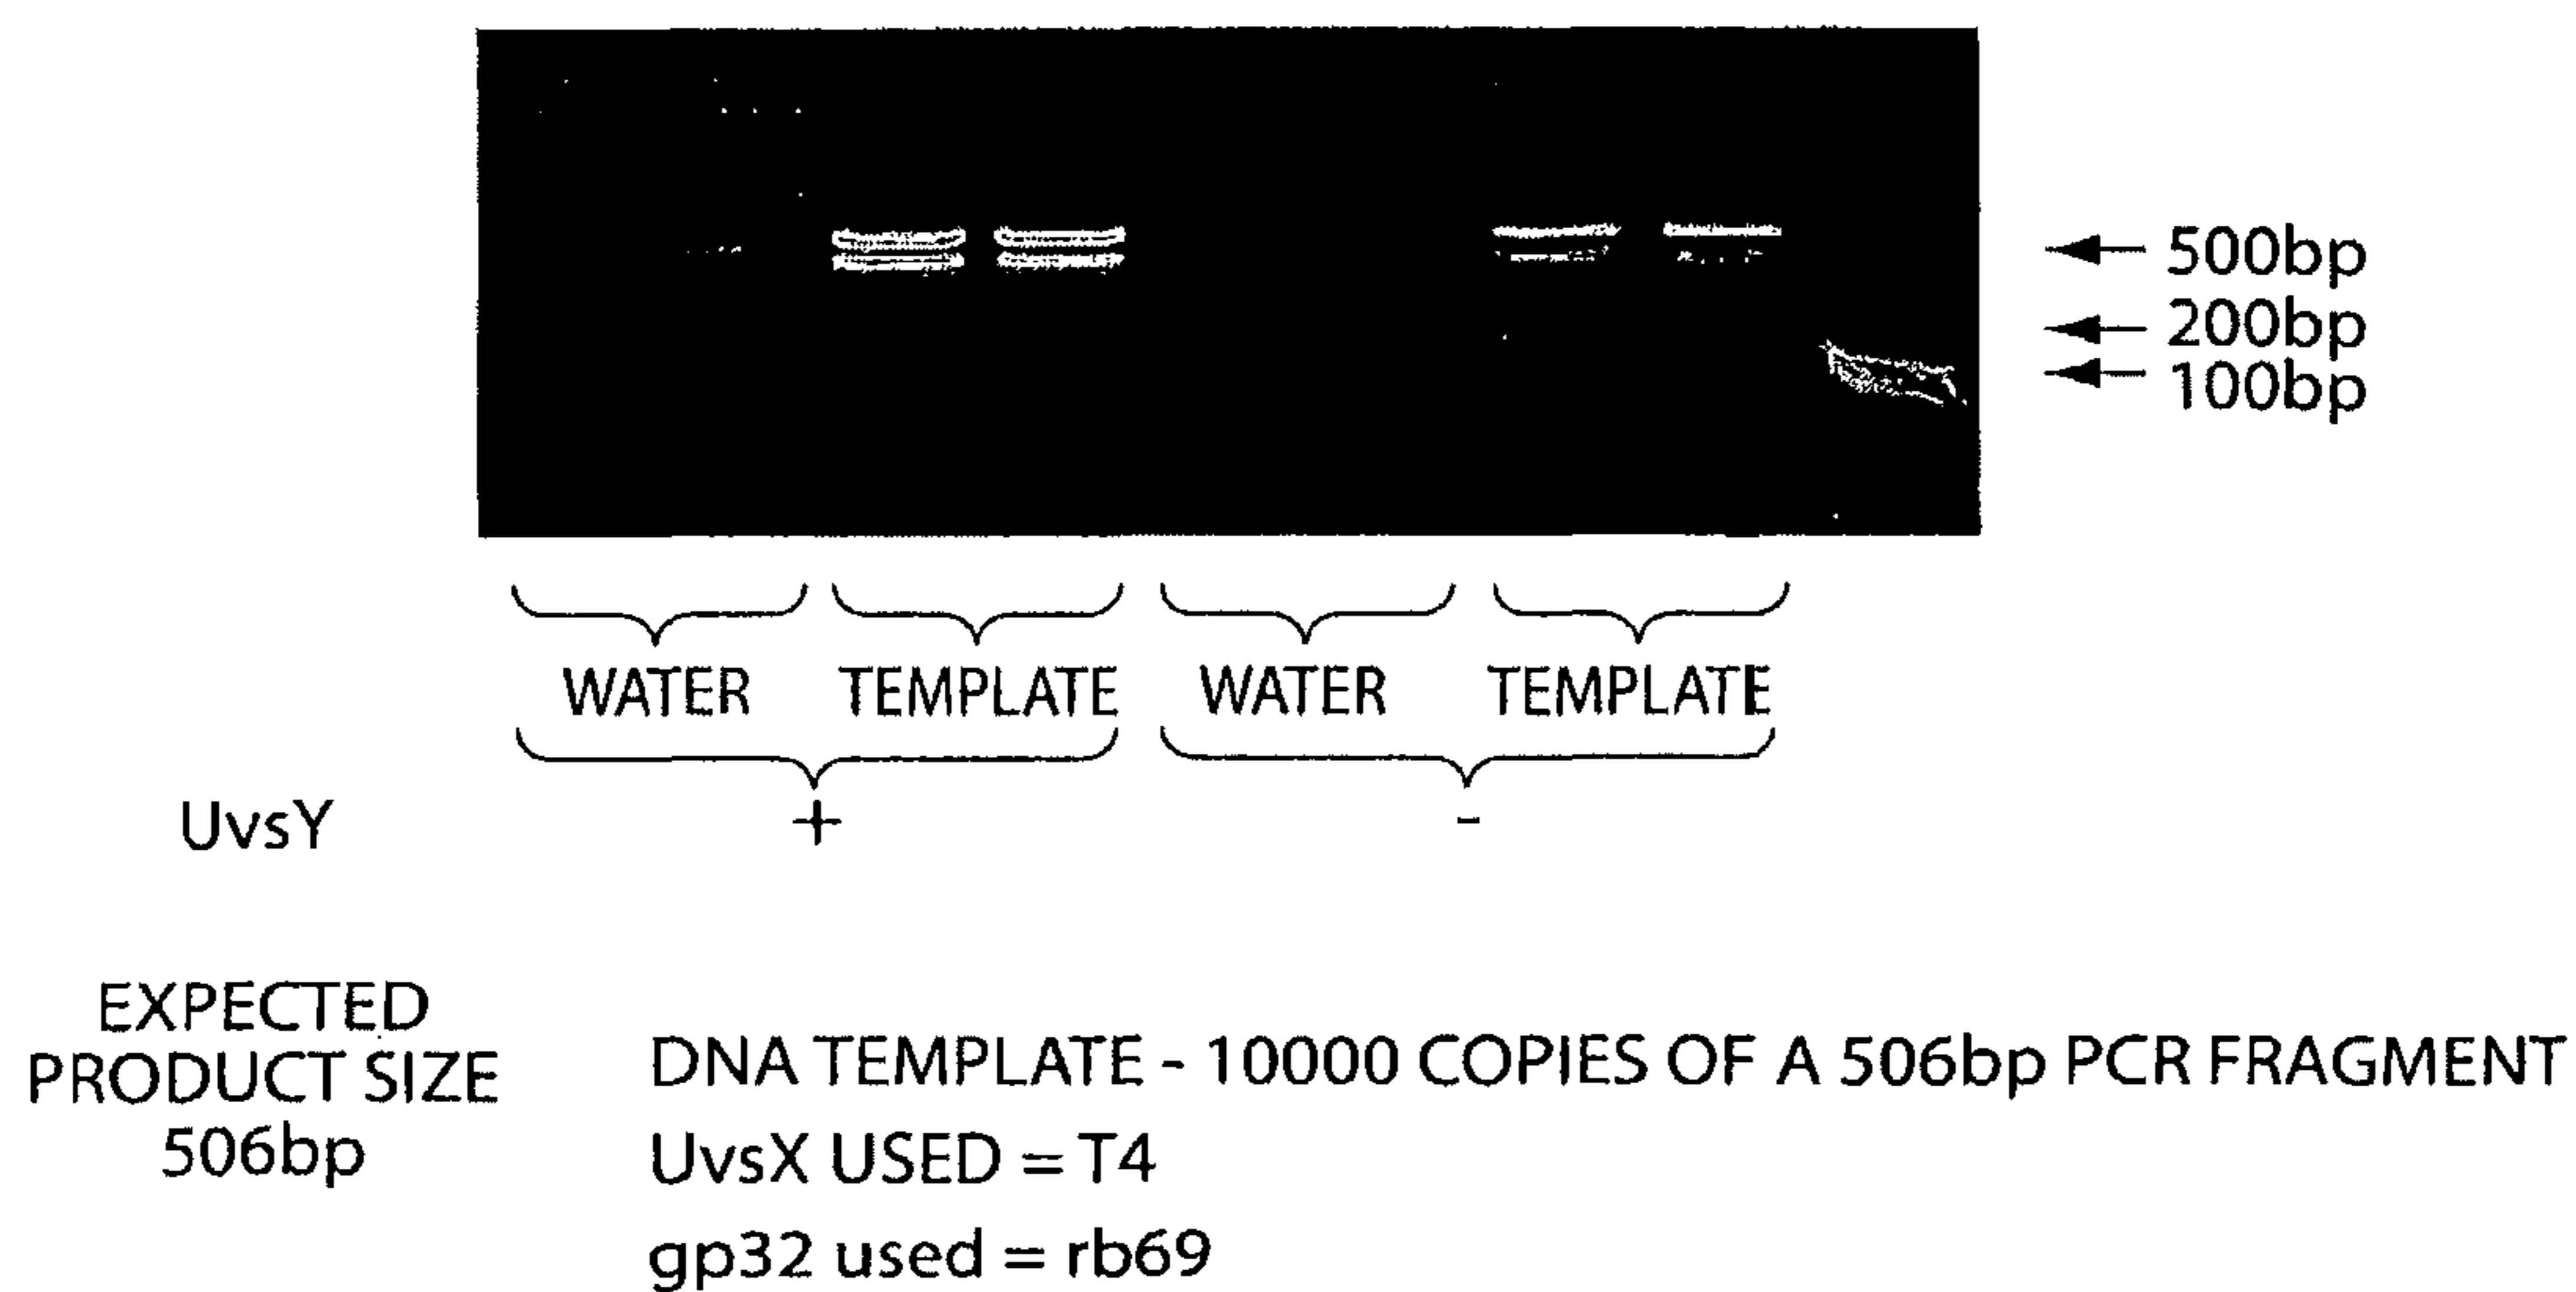 500bp
200bp
100bp
WATER TEMPLATE WATER TEMPLATE
UvsY + -
EXPECTED
PRODUCT SIZE
506bp
DNA TEMPLATE - 10000 COPIES OF A 506bp PCR FRAGMENT
UvsX USED = T4
gp32 used = rb69